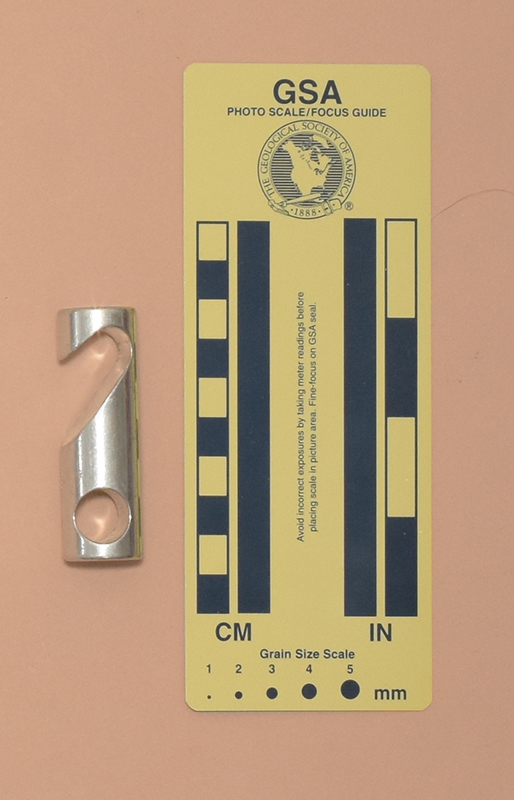 GSA
PHOTO SCALE/FOCUS GUIDE
THE GEOLOGICAL SOCIETY OF AMERICA
·1888·
®
Avoid incorrect exposures by taking meter readings before
placing scale in picture area. Fine-focus on GSA seal.
CM IN
Grain Size Scale
1 2 3 4 5
mm